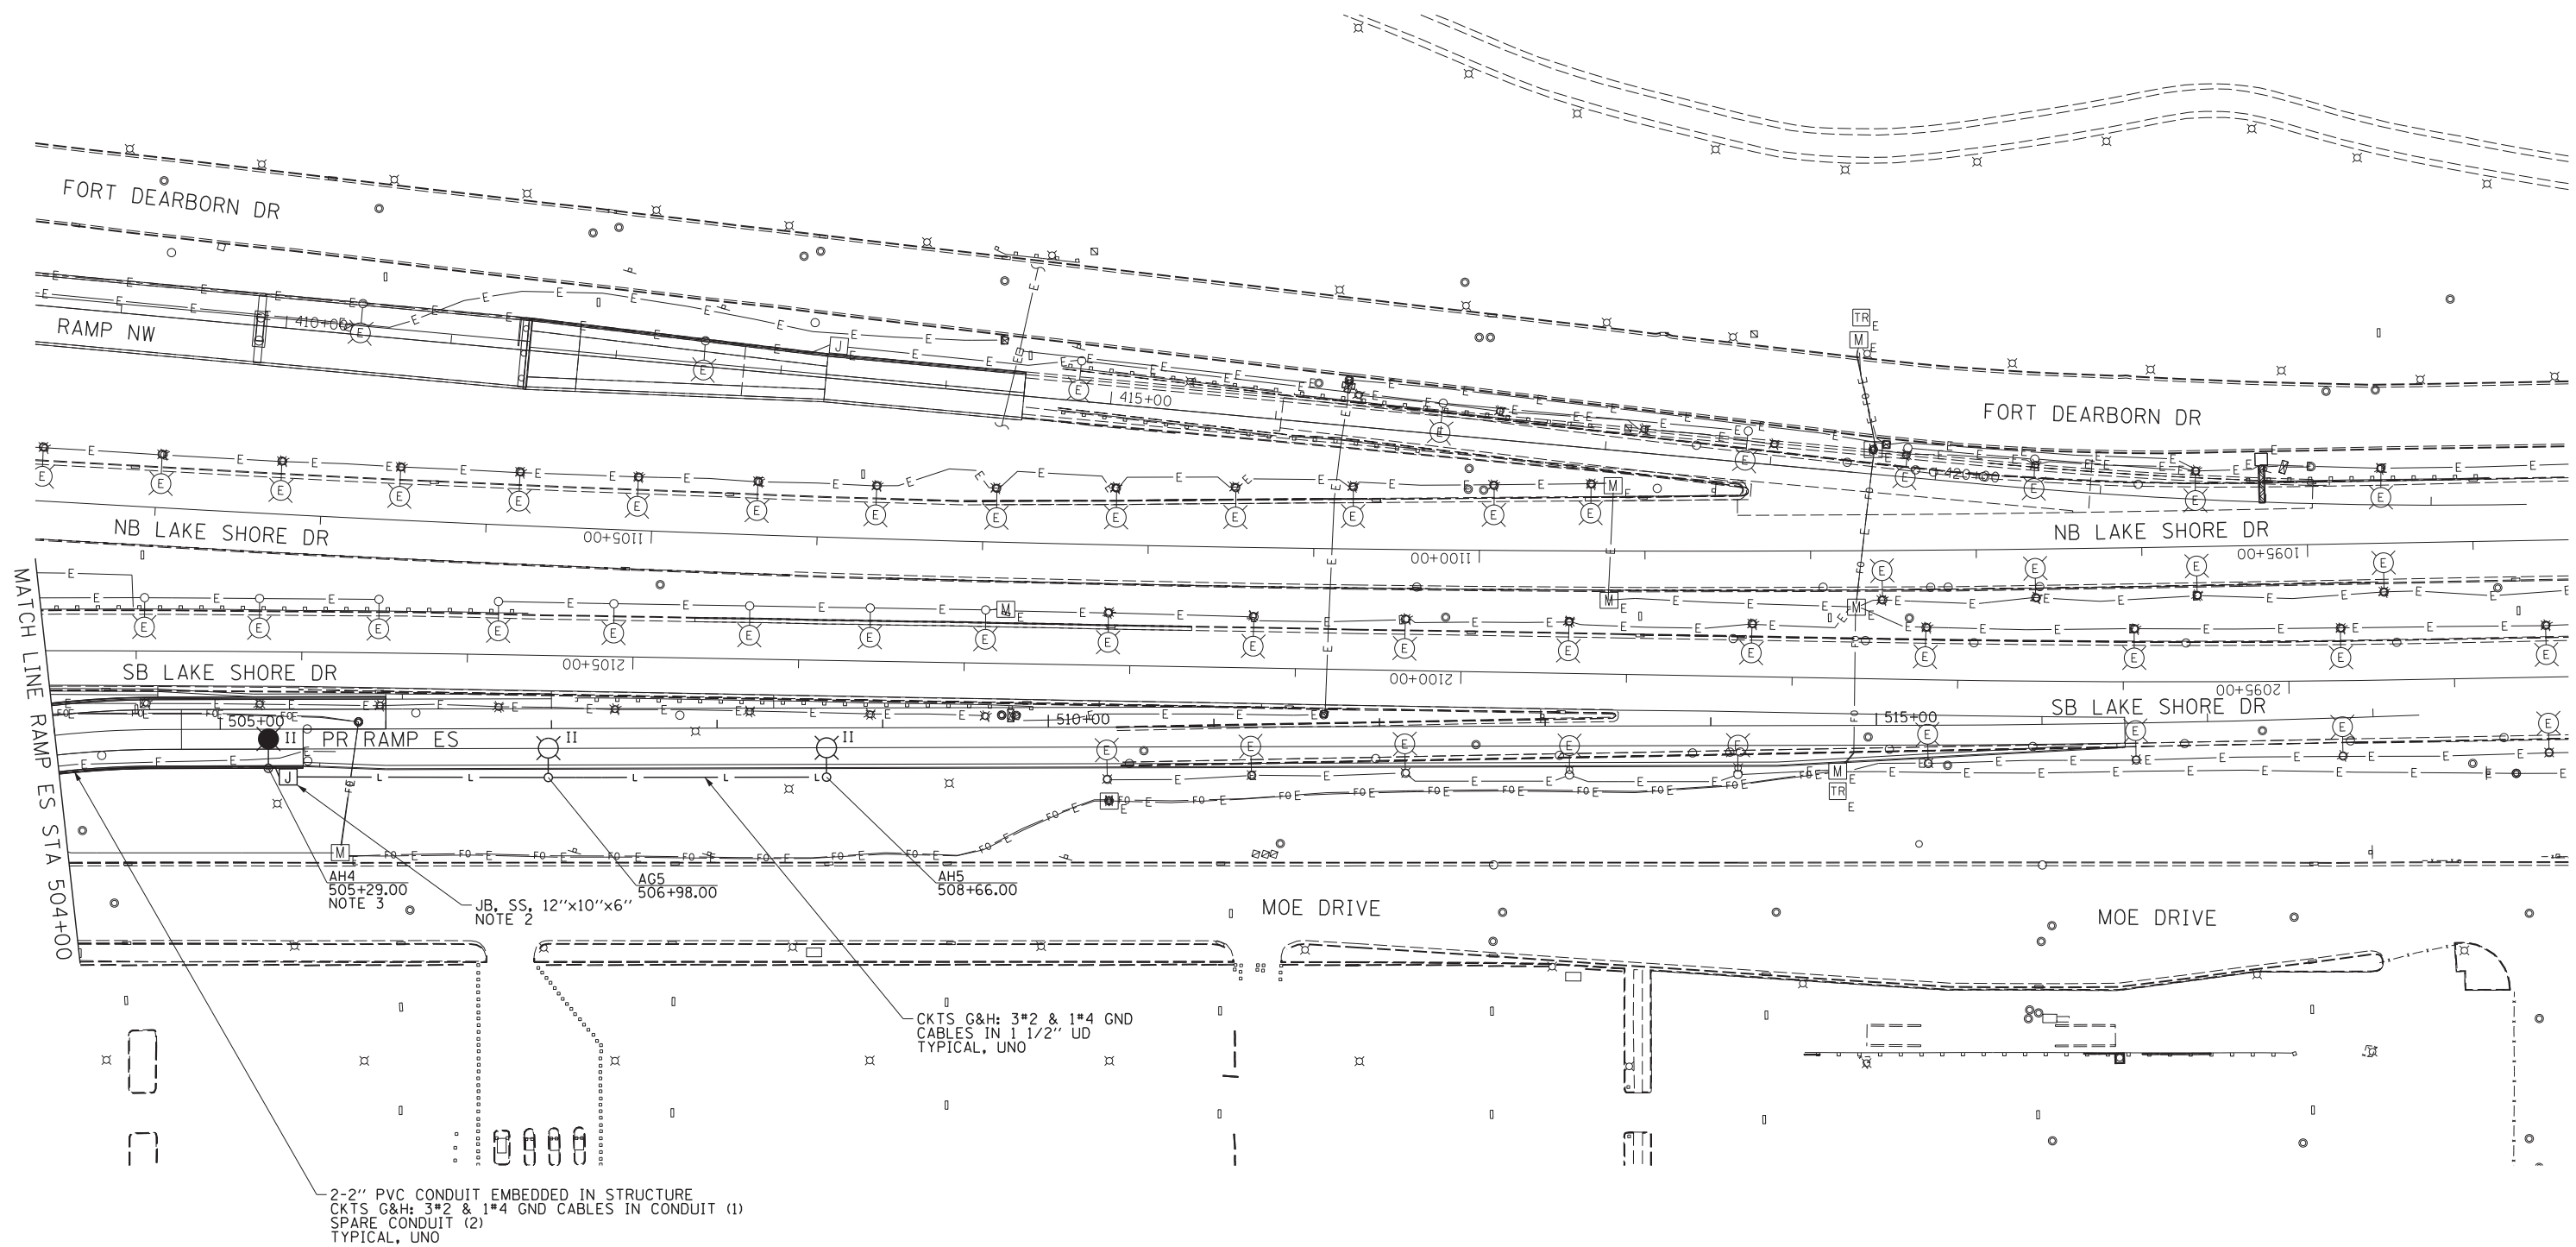 FORT DEARBORN DR
RAMP NW
410+00
415+00
FORT DEARBORN DR
420+00
NB LAKE SHORE DR
1105+00
1100+00
NB LAKE SHORE DR
1095+00
MATCH LINE RAMP ES STA 504+00
SB LAKE SHORE DR
2105+00
2100+00
2095+00
SB LAKE SHORE DR
505+00
510+00
515+00
II
PR RAMP ES
II
II
TR
M
E
J
M
M
M
M
M
J
M
TR
E
M
AH4
505+29.00
NOTE 3
JB, SS, 12"x10"x6"
NOTE 2
AG5
506+98.00
AH5
508+66.00
MOE DRIVE
MOE DRIVE
CKTS G&H: 3#2 & 1#4 GND
CABLES IN 1 1/2" UD
TYPICAL, UNO
2-2" PVC CONDUIT EMBEDDED IN STRUCTURE
CKTS G&H: 3#2 & 1#4 GND CABLES IN CONDUIT (1)
SPARE CONDUIT (2)
TYPICAL, UNO